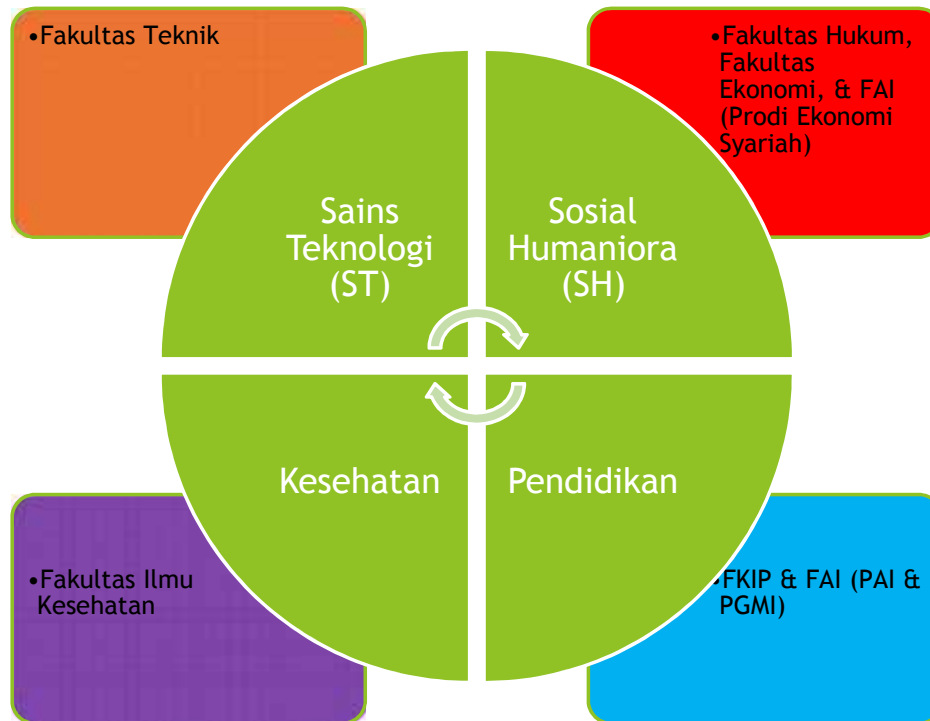 •Fakultas Teknik
•Fakultas Hukum,
Fakultas
Ekonomi, & FAI
(Prodi Ekonomi
Syariah)
Sains
Teknologi
(ST)
Sosial
Humaniora
(SH)
Kesehatan
Pendidikan
•Fakultas Ilmu
Kesehatan
•FKIP & FAI (PAI &
PGMI)